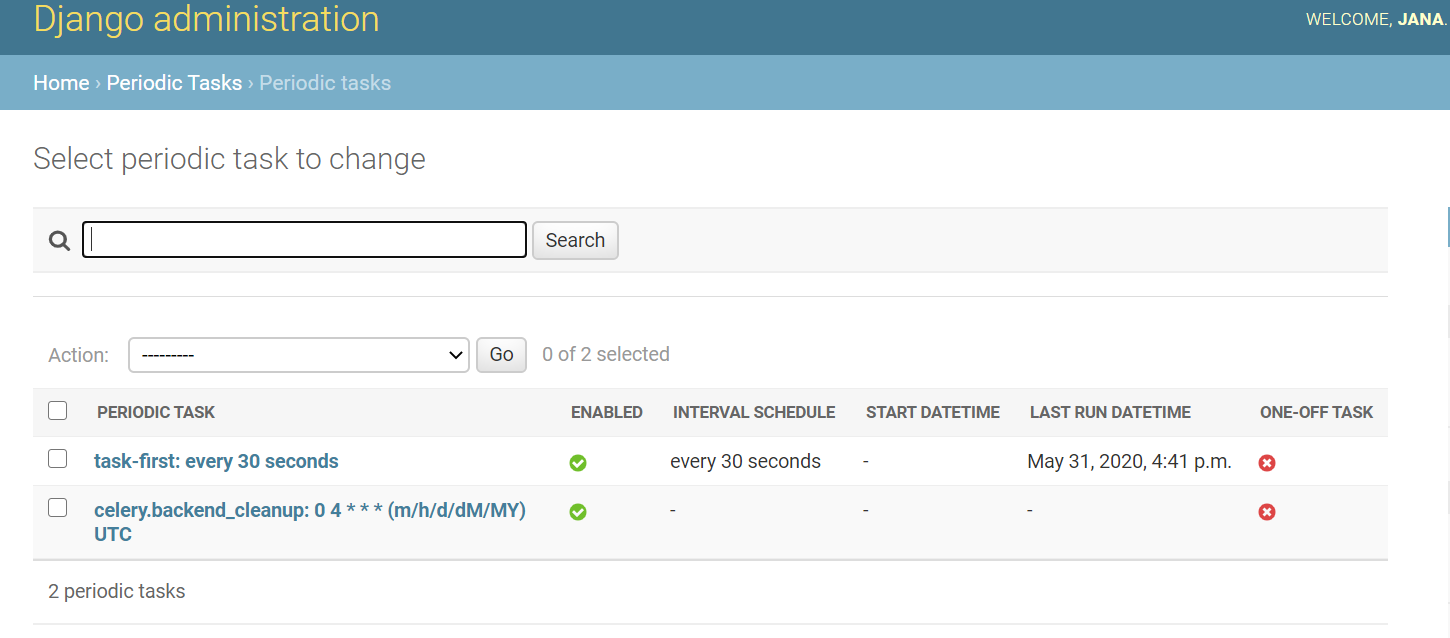 Django administration
WELCOME, JANA.
Home › Periodic Tasks › Periodic tasks
Select periodic task to change
Search
Action: --------- Go 0 of 2 selected
PERIODIC TASK ENABLED INTERVAL SCHEDULE START DATETIME LAST RUN DATETIME ONE-OFF TASK
task-first: every 30 seconds every 30 seconds - May 31, 2020, 4:41 p.m.
celery.backend_cleanup: 0 4 * * * (m/h/d/dM/MY) - - -
UTC
2 periodic tasks